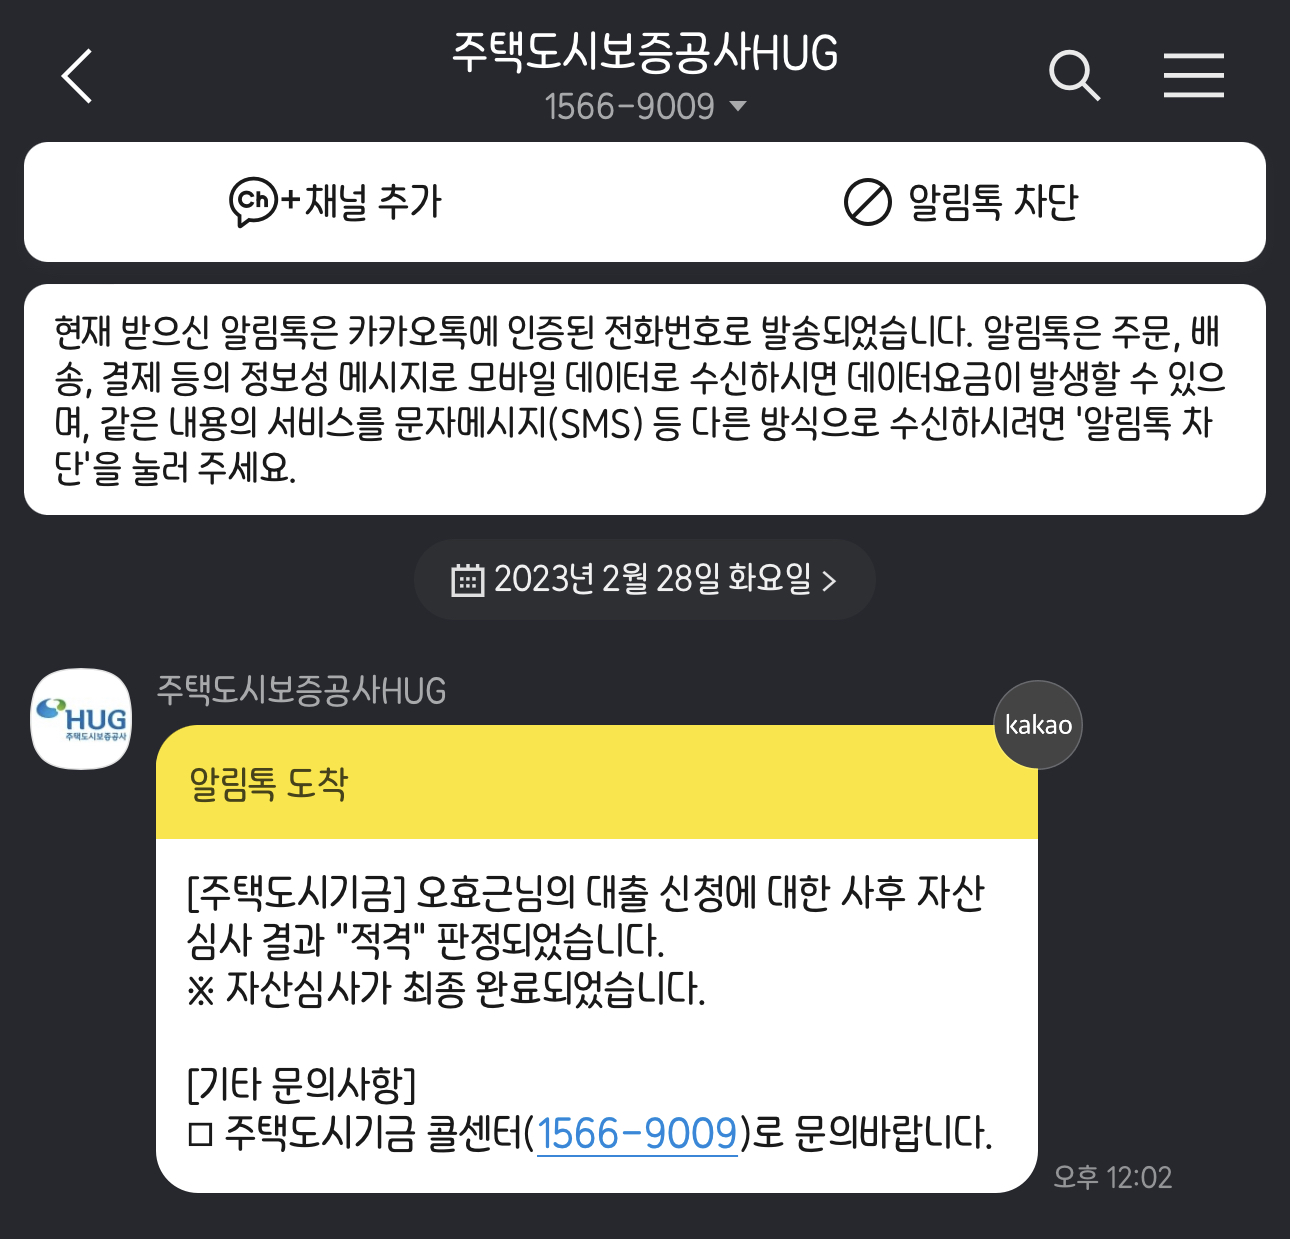 주택도시보증공사HUG
1566-9009
Ch+채널 추가
알림톡 차단
현재 받으신 알림톡은 카카오톡에 인증된 전화번호로 발송되었습니다. 알림톡은 주문, 배
송, 결제 등의 정보성 메시지로 모바일 데이터로 수신하시면 데이터요금이 발생할 수 있으
며, 같은 내용의 서비스를 문자메시지(SMS) 등 다른 방식으로 수신하시려면 '알림톡 차
단'을 눌러 주세요.
2023년 2월 28일 화요일 >
주택도시보증공사HUG
HUG
주택도시보증공사
kakao
알림톡 도착
[주택도시기금] 오효근님의 대출 신청에 대한 사후 자산
심사 결과 "적격" 판정되었습니다.
※ 자산심사가 최종 완료되었습니다.
[기타 문의사항]
□ 주택도시기금 콜센터(1566-9009)로 문의바랍니다.
오후 12:02